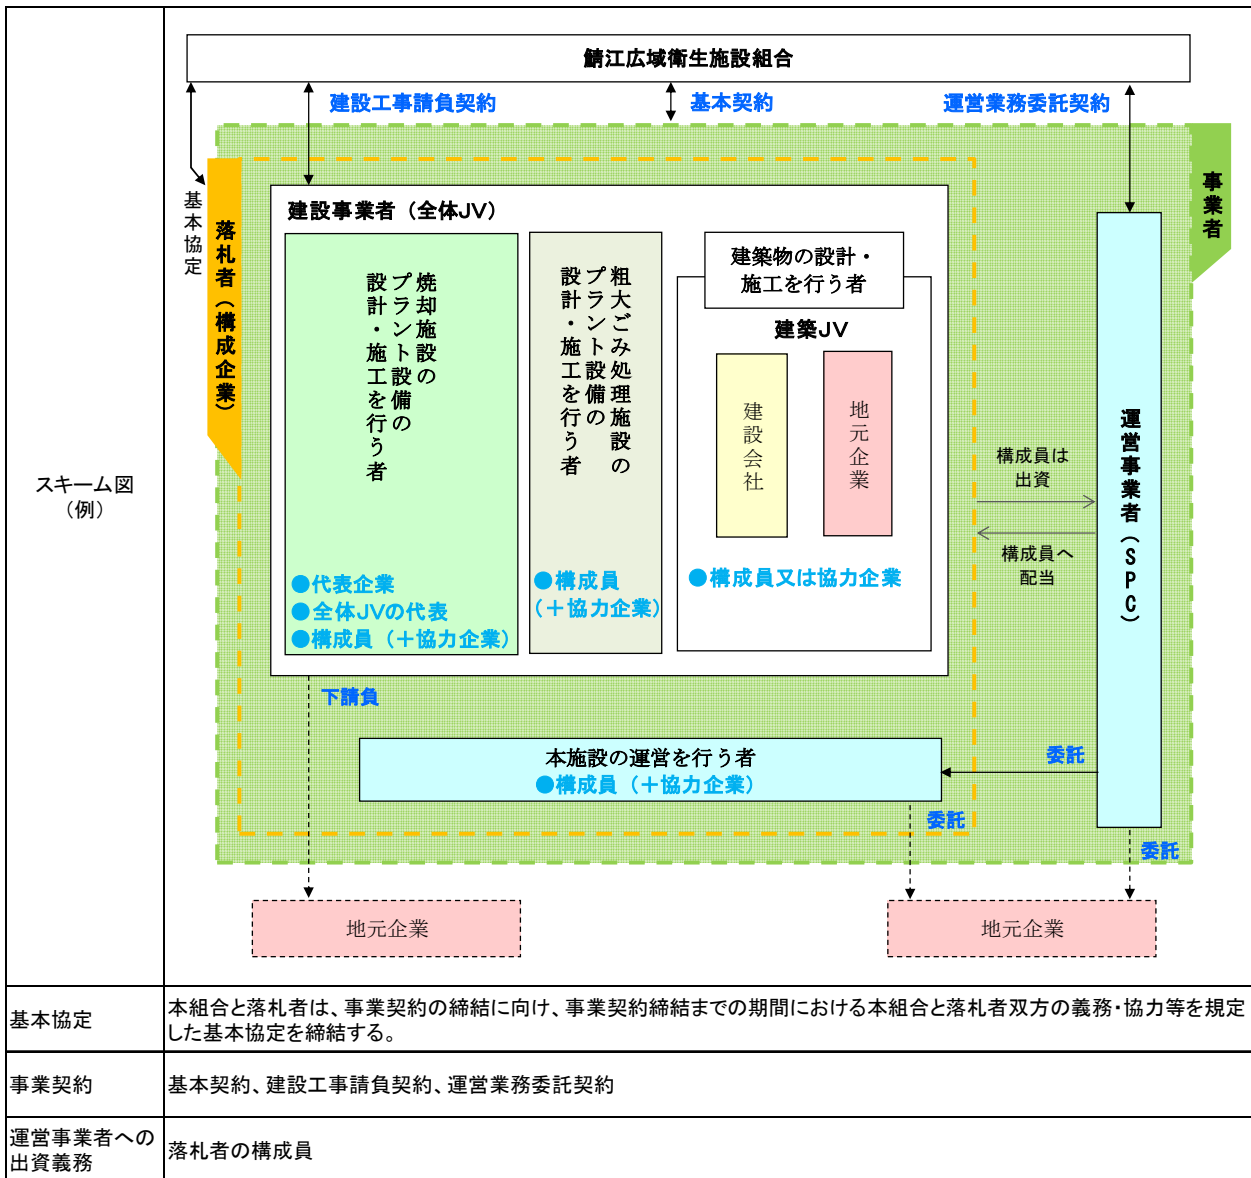 スキーム図
（例）
鯖江広域衛生施設組合
建設工事請負契約
基本契約
運営業務委託契約
基本協定
落札者（構成企業）
事業者
建設事業者（全体JV）
焼却施設の
プラント設備の
設計・施工を行う者
●代表企業
●全体JVの代表
●構成員（＋協力企業）
粗大ごみ処理施設の
プラント設備の
設計・施工を行う者
●構成員
（＋協力企業）
建築物の設計・
施工を行う者
建築JV
建設会社
地元企業
●構成員又は協力企業
構成員は
出資
構成員へ
配当
運営事業者（SPC）
下請負
本施設の運営を行う者
●構成員（＋協力企業）
委託
委託
委託
地元企業
地元企業
基本協定
本組合と落札者は、事業契約の締結に向け、事業契約締結までの期間における本組合と落札者双方の義務・協力等を規定
した基本協定を締結する。
事業契約
基本契約、建設工事請負契約、運営業務委託契約
運営事業者への
出資義務
落札者の構成員